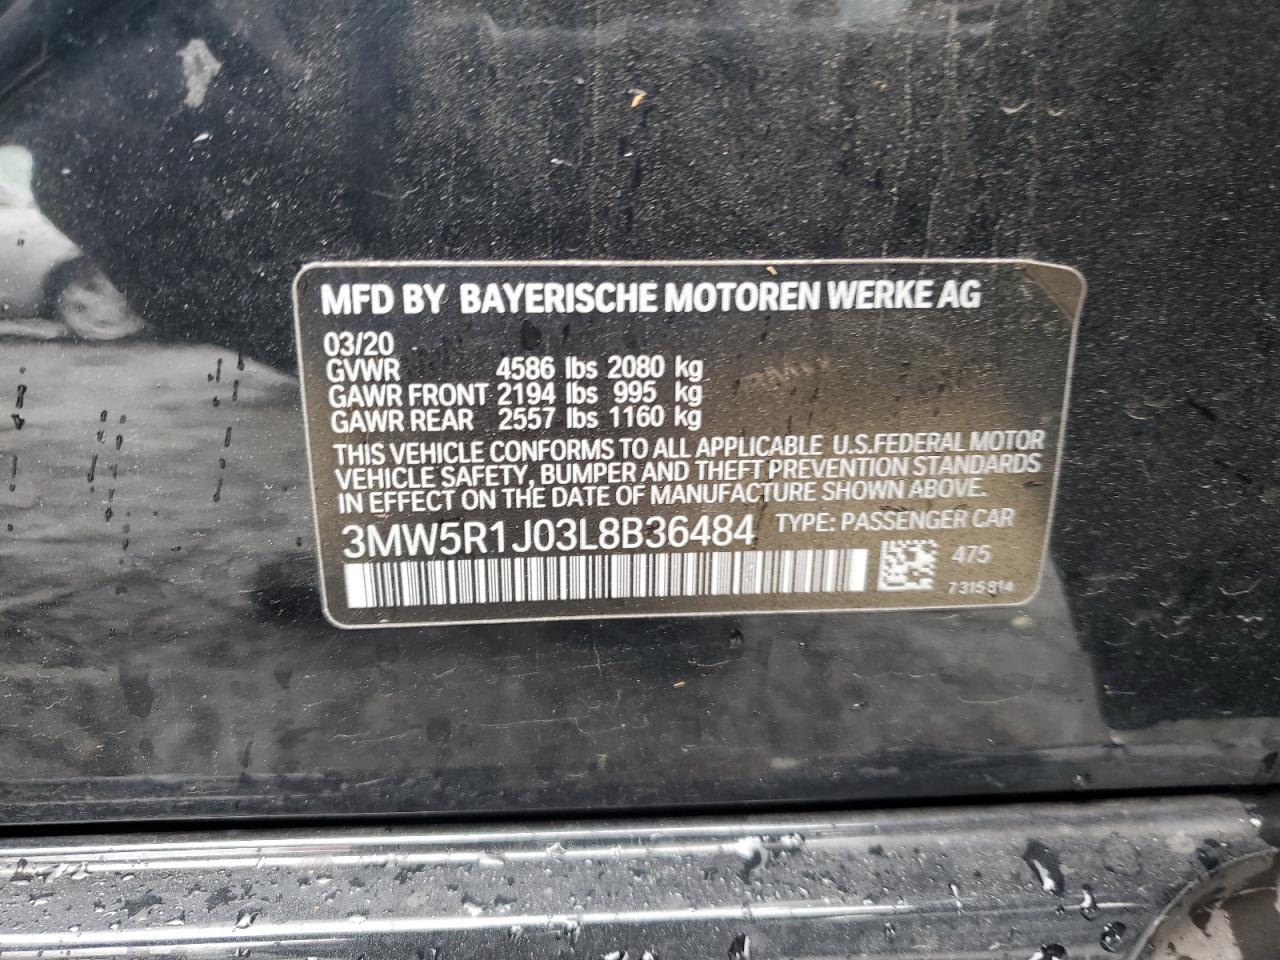 MFD BY BAYERISCHE MOTOREN WERKE AG
03/20
GVWR 4586 lbs 2080 kg
GAWR FRONT 2194 lbs 995 kg
GAWR REAR 2557 lbs 1160 kg
THIS VEHICLE CONFORMS TO ALL APPLICABLE U.S.FEDERAL MOTOR
VEHICLE SAFETY, BUMPER AND THEFT PREVENTION STANDARDS
IN EFFECT ON THE DATE OF MANUFACTURE SHOWN ABOVE.
3MW5R1J03L8B36484 TYPE: PASSENGER CAR
475
7315814